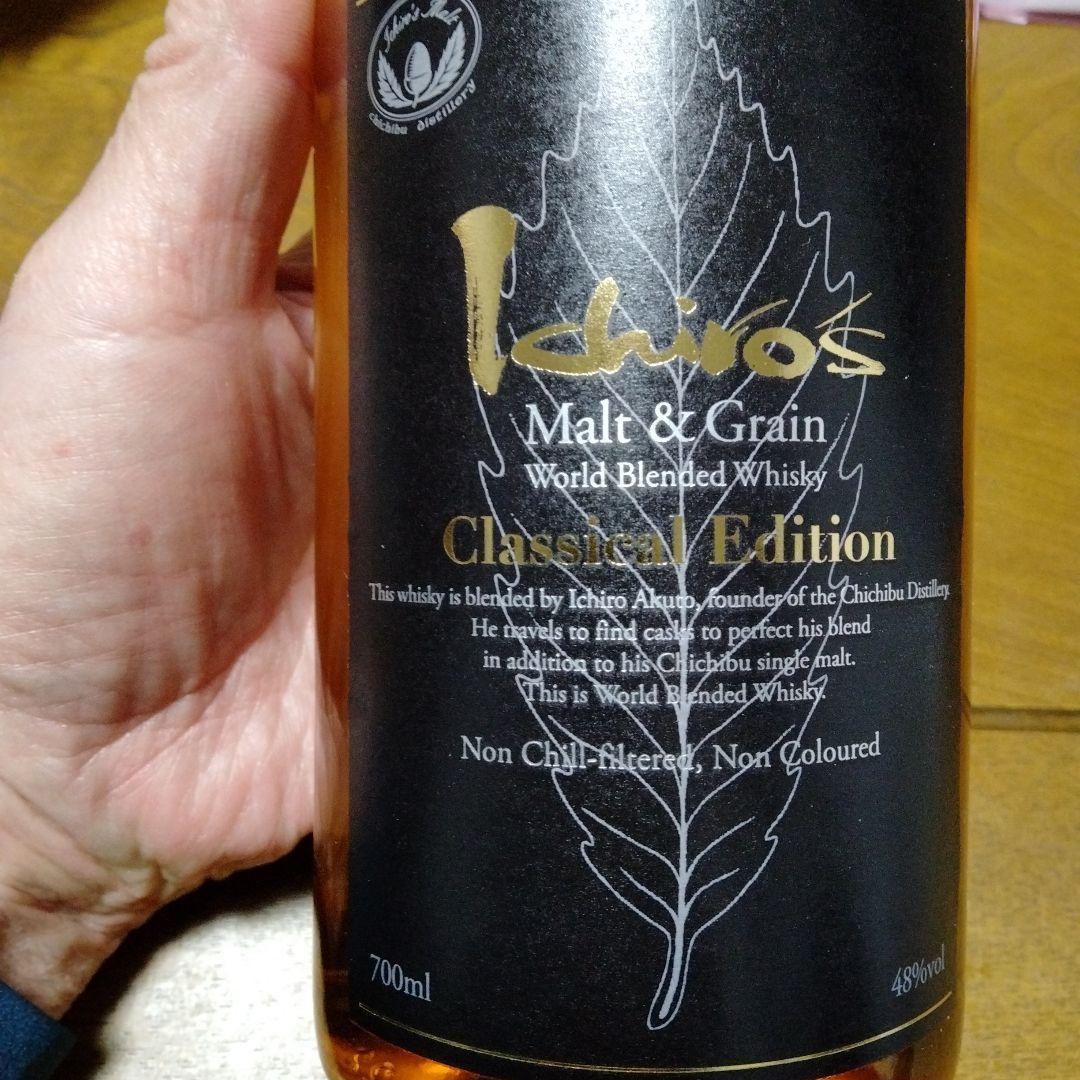 Ichiro's Malt
chichibu distillery
Ichiro's
Malt & Grain
World Blended Whisky
Classical Edition
This whisky is blended by Ichiro Akuto, founder of the Chichibu Distillery.
He travels to find casks to perfect his blend
in addition to his Chichibu single malt.
This is World Blended Whisky.
Non Chill-filtered, Non Coloured
700ml
48%vol